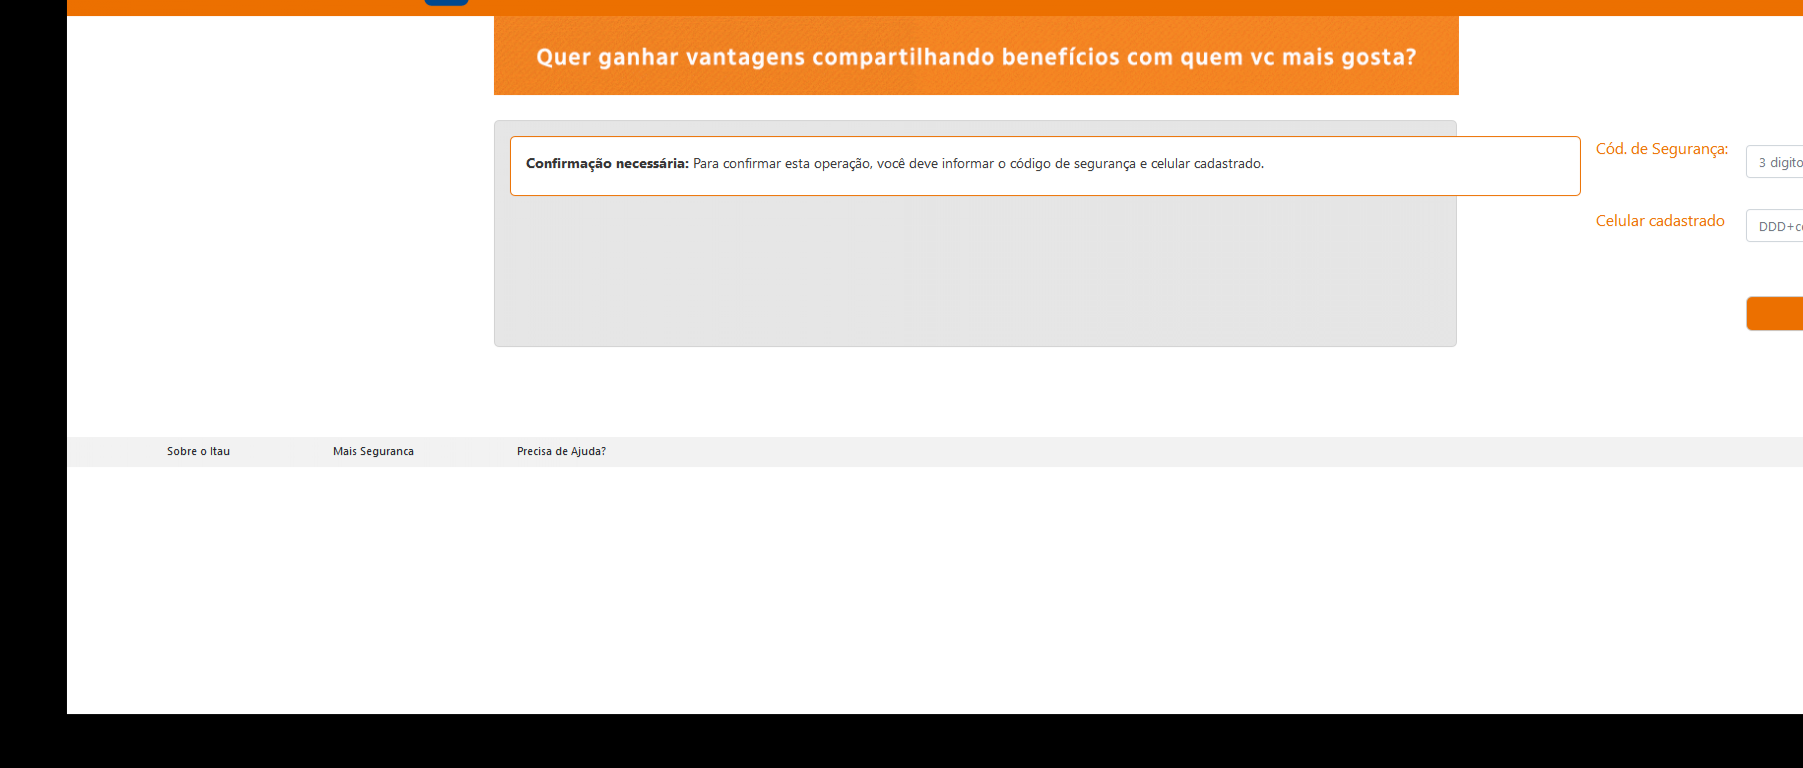 Quer ganhar vantagens compartilhando benefícios com quem vc mais gosta?
Confirmação necessária: Para confirmar esta operação, você deve informar o código de segurança e celular cadastrado.
Cód. de Segurança:
3 digito
Celular cadastrado
DDD+c
Sobre o Itau
Mais Seguranca
Precisa de Ajuda?